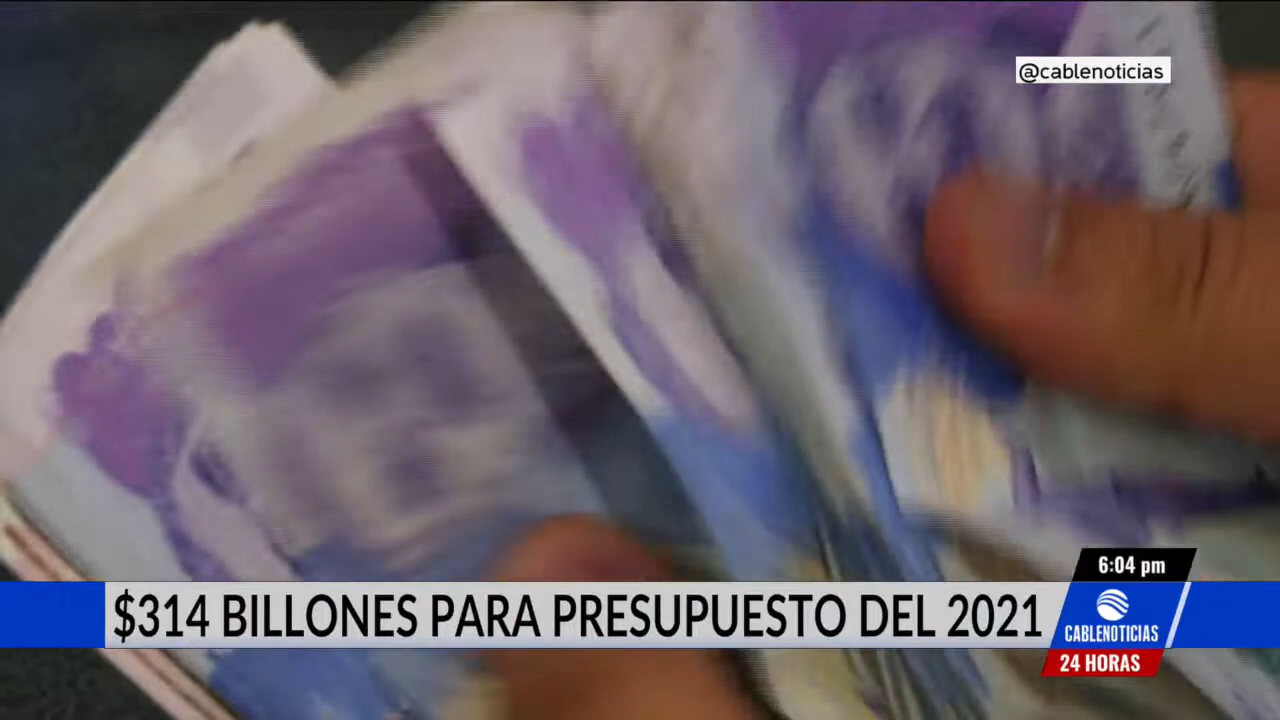 @cablenoticias
6:04 pm
$314 BILLONES PARA PRESUPUESTO DEL 2021
CABLENOTICIAS
24 HORAS